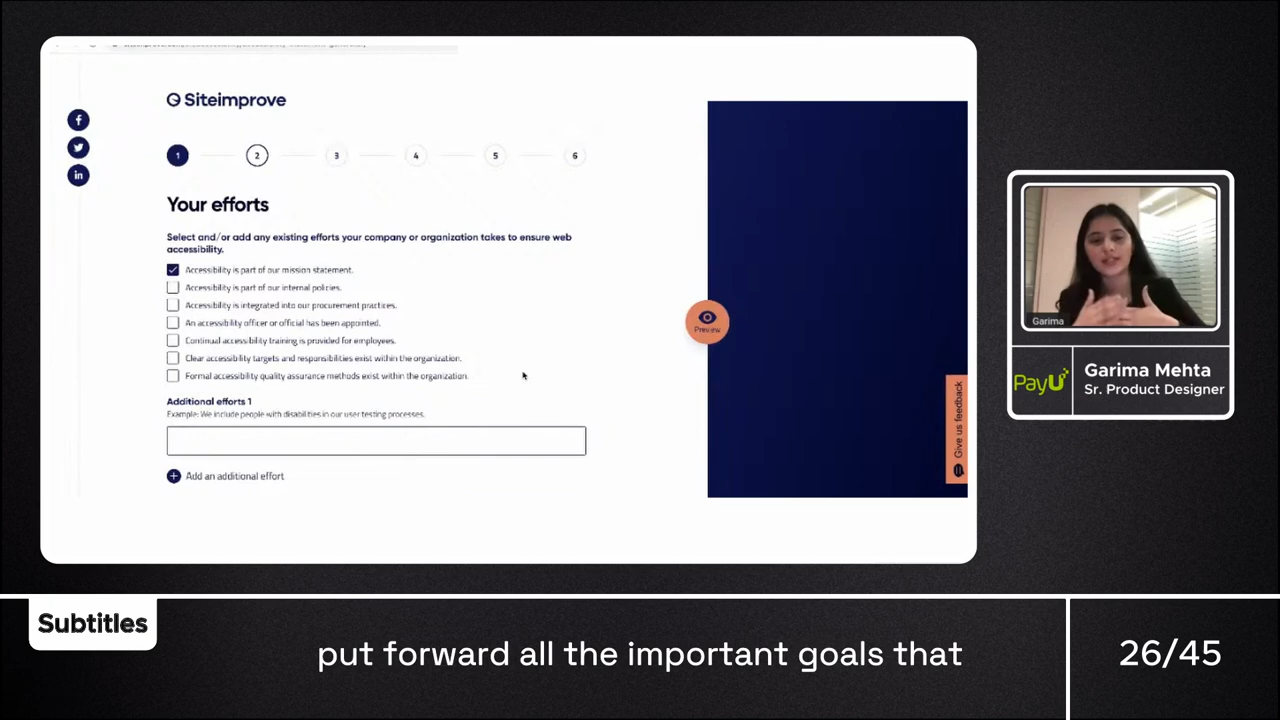 Siteimprove
1
2
3
4
5
6
Your efforts
Select and/or add any existing efforts your company or organization takes to ensure web
accessibility.
Accessibility is part of our mission statement.
Accessibility is part of our internal policies.
Accessibility is integrated into our procurement practices.
An accessibility officer or official has been appointed.
Continual accessibility training is provided for employees.
Clear accessibility targets and responsibilities exist within the organization.
Formal accessibility quality assurance methods exist within the organization.
Additional efforts 1
Example: We include people with disabilities in our user testing processes.
Add an additional effort
Preview
Give us feedback
Garima
PayU
Garima Mehta
Sr. Product Designer
Subtitles
put forward all the important goals that
26/45